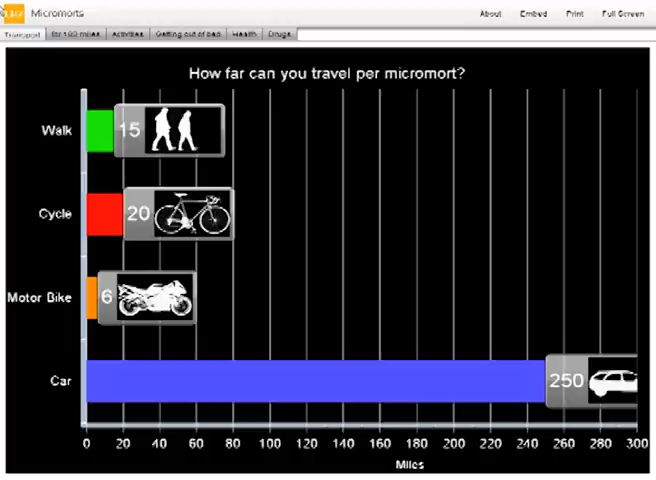 Micromorts
About Embed Print Full Screen
Transport for 100 miles Activities Getting out of bed Health Drugs
How far can you travel per micromort?
Walk 15
Cycle 20
Motor Bike 6
Car 250
0 20 40 60 80 100 120 140 160 180 200 220 240 260 280 300
Miles